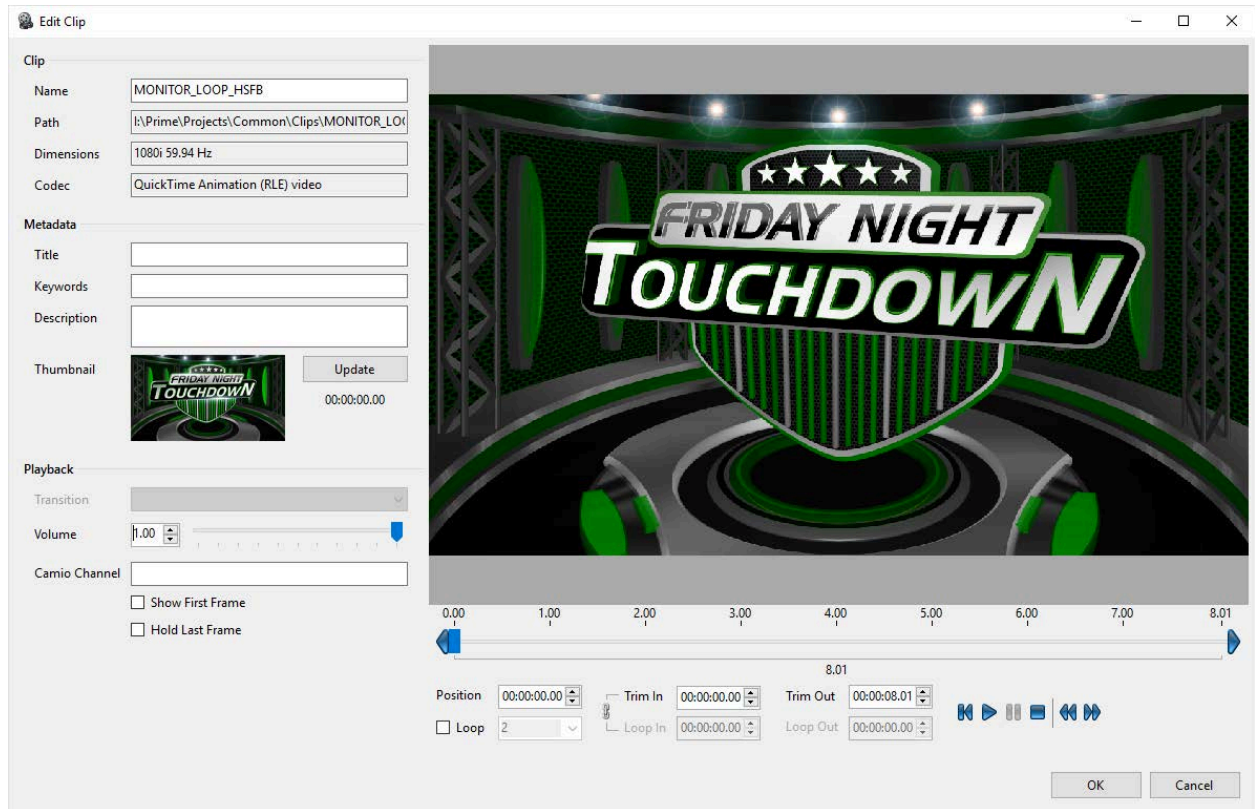 Edit Clip
Clip
Name MONITOR_LOOP_HSFB
Path I:\Prime\Projects\Common\Clips\MONITOR_LO
Dimensions 1080i 59.94 Hz
Codec QuickTime Animation (RLE) video
Metadata
Title
Keywords
Description
Thumbnail
FRIDAY NIGHT
TOUCHDOWN
Update
00:00:00.00
Playback
Transition
Volume 1.00
Camio Channel
Show First Frame
Hold Last Frame
FRIDAY NIGHT
TOUCHDOWN
0.00 1.00 2.00 3.00 4.00 5.00 6.00 7.00 8.01
8.01
Position 00:00:00.00 Trim In 00:00:00.00 Trim Out 00:00:08.01
Loop 2 Loop In 00:00:00.00 Loop Out 00:00:00.00
OK Cancel